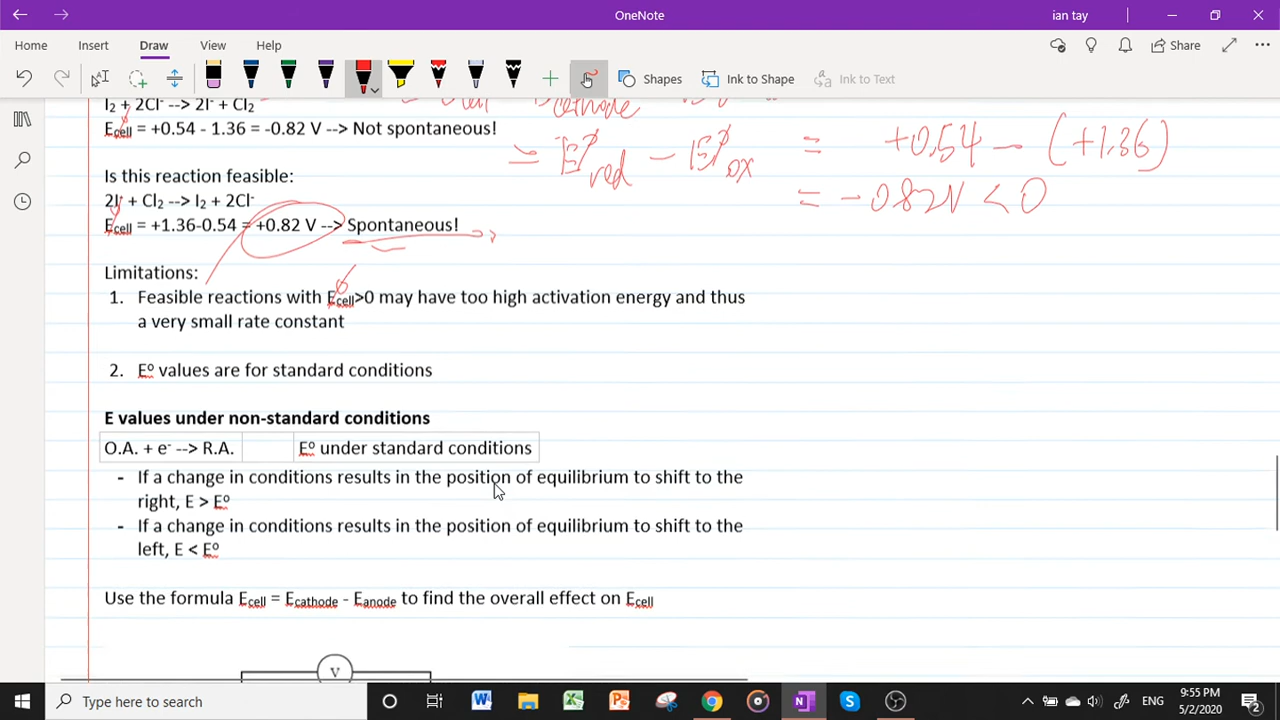 OneNote
ian tay
Home Insert Draw View Help
Share
Shapes
Ink to Shape
Ink to Text
cathode
I₂ + 2Cl⁻ --> 2I⁻ + Cl₂
Ecell = +0.54 - 1.36 = -0.82 V --> Not spontaneous!
= E red - E ox = +0.54 - (+1.36)
= -0.82V < 0
Is this reaction feasible:
2I⁻ + Cl₂ --> I₂ + 2Cl⁻
Ecell = +1.36-0.54 = +0.82 V --> Spontaneous!
Limitations:
1. Feasible reactions with Ecell>0 may have too high activation energy and thus
a very small rate constant
2. Eº values are for standard conditions
E values under non-standard conditions
O.A. + e⁻ --> R.A. Eº under standard conditions
- If a change in conditions results in the position of equilibrium to shift to the
right, E > Eº
- If a change in conditions results in the position of equilibrium to shift to the
left, E < Eº
Use the formula Ecell = Ecathode - Eanode to find the overall effect on Ecell
V
Type here to search
ENG
9:55 PM
5/2/2020